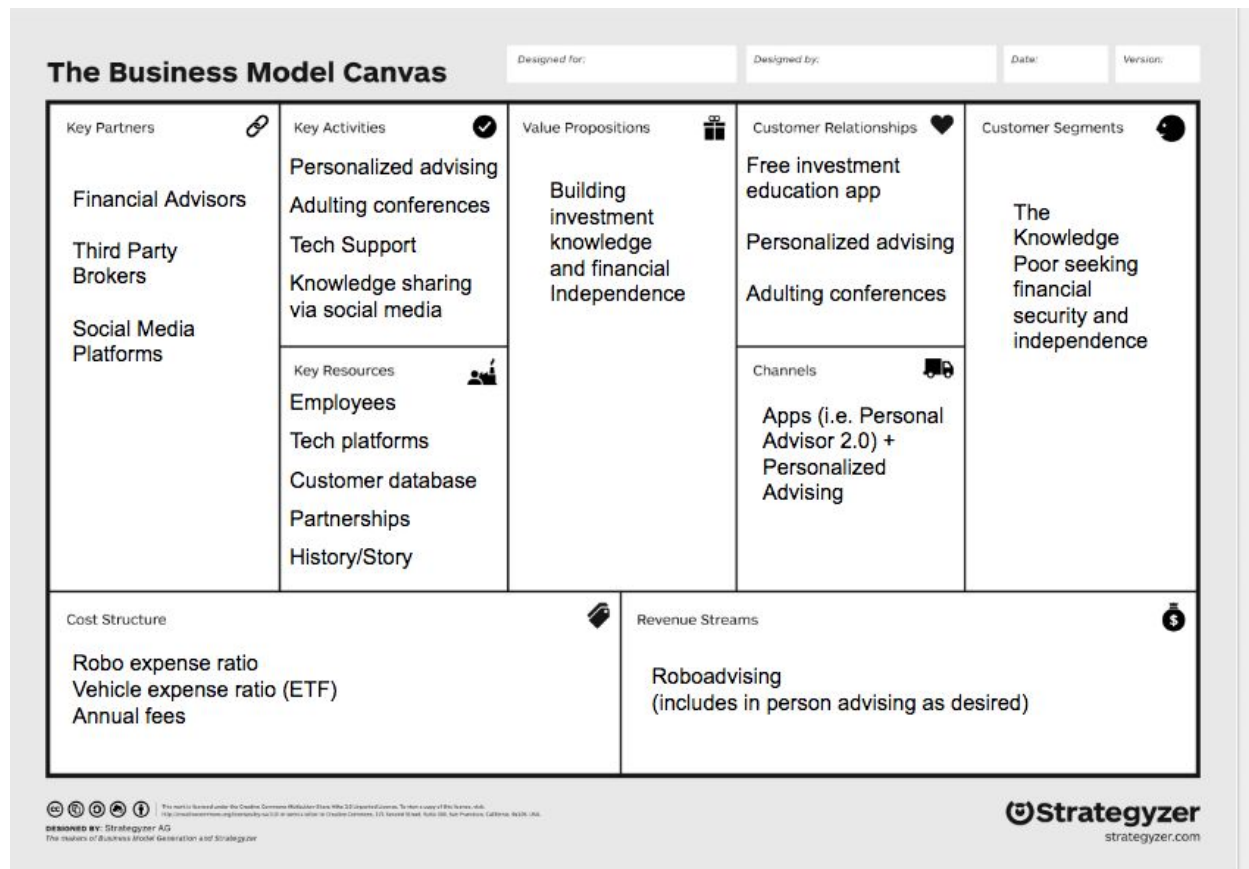 The Business Model Canvas
Designed for:
Designed by:
Date:
Version:
Key Partners
Financial Advisors
Third Party
Brokers
Social Media
Platforms
Key Activities
Personalized advising
Adulting conferences
Tech Support
Knowledge sharing
via social media
Key Resources
Employees
Tech platforms
Customer database
Partnerships
History/Story
Value Propositions
Building
investment
knowledge
and financial
Independence
Customer Relationships
Free investment
education app
Personalized advising
Adulting conferences
Channels
Apps (i.e. Personal
Advisor 2.0) +
Personalized
Advising
Customer Segments
The
Knowledge
Poor seeking
financial
security and
independence
Cost Structure
Robo expense ratio
Vehicle expense ratio (ETF)
Annual fees
Revenue Streams
$
Roboadvising
(includes in person advising as desired)
cc
DESIGNED BY: Strategyzer AG
The makers of Business Model Generation and Strategyzer
Strategyzer
strategyzer.com